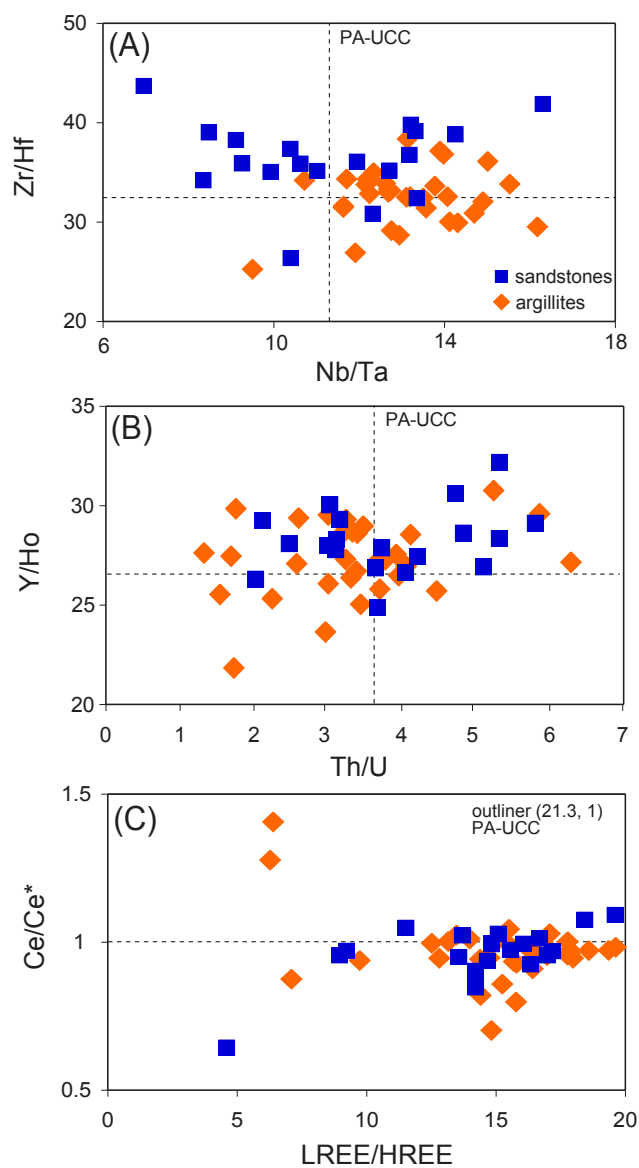 (A)
PA-UCC
50
40
30
20
Zr/Hf
sandstones
argillites
6
10
14
18
Nb/Ta
(B)
PA-UCC
35
30
25
20
Y/Ho
0
1
2
3
4
5
6
7
Th/U
(C)
outliner (21.3, 1)
PA-UCC
1.5
1
0.5
Ce/Ce*
0
5
10
15
20
LREE/HREE